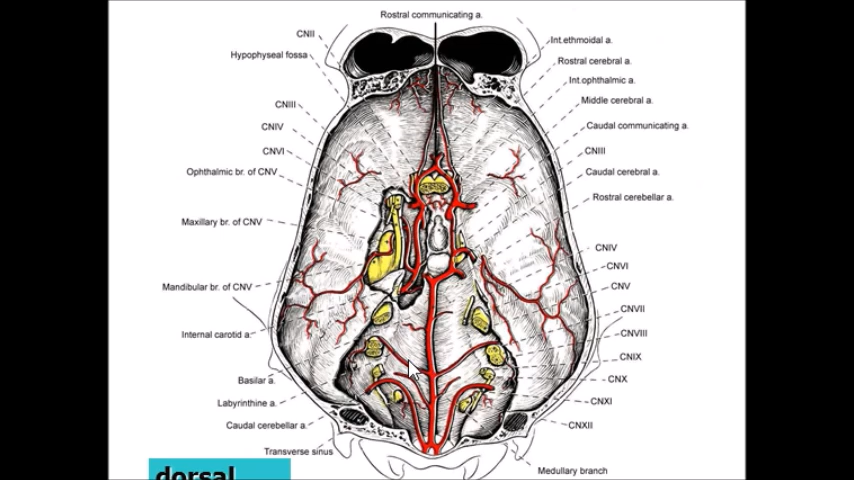 Rostral communicating a.
CNII
Hypophyseal fossa
CNIII
CNIV
CNVI
Ophthalmic br. of CNV
Maxillary br. of CNV
Mandibular br. of CNV
Internal carotid a.
Basilar a.
Labyrinthine a.
Caudal cerebellar a.
Transverse sinus
Int.ethmoidal a.
Rostral cerebral a.
Int.ophthalmic a.
Middle cerebral a.
Caudal communicating a.
CNIII
Caudal cerebral a.
Rostral cerebellar a.
CNIV
CNVI
CNV
CNVII
CNVIII
CNIX
CNX
CNXI
CNXII
Medullary branch
dorsal